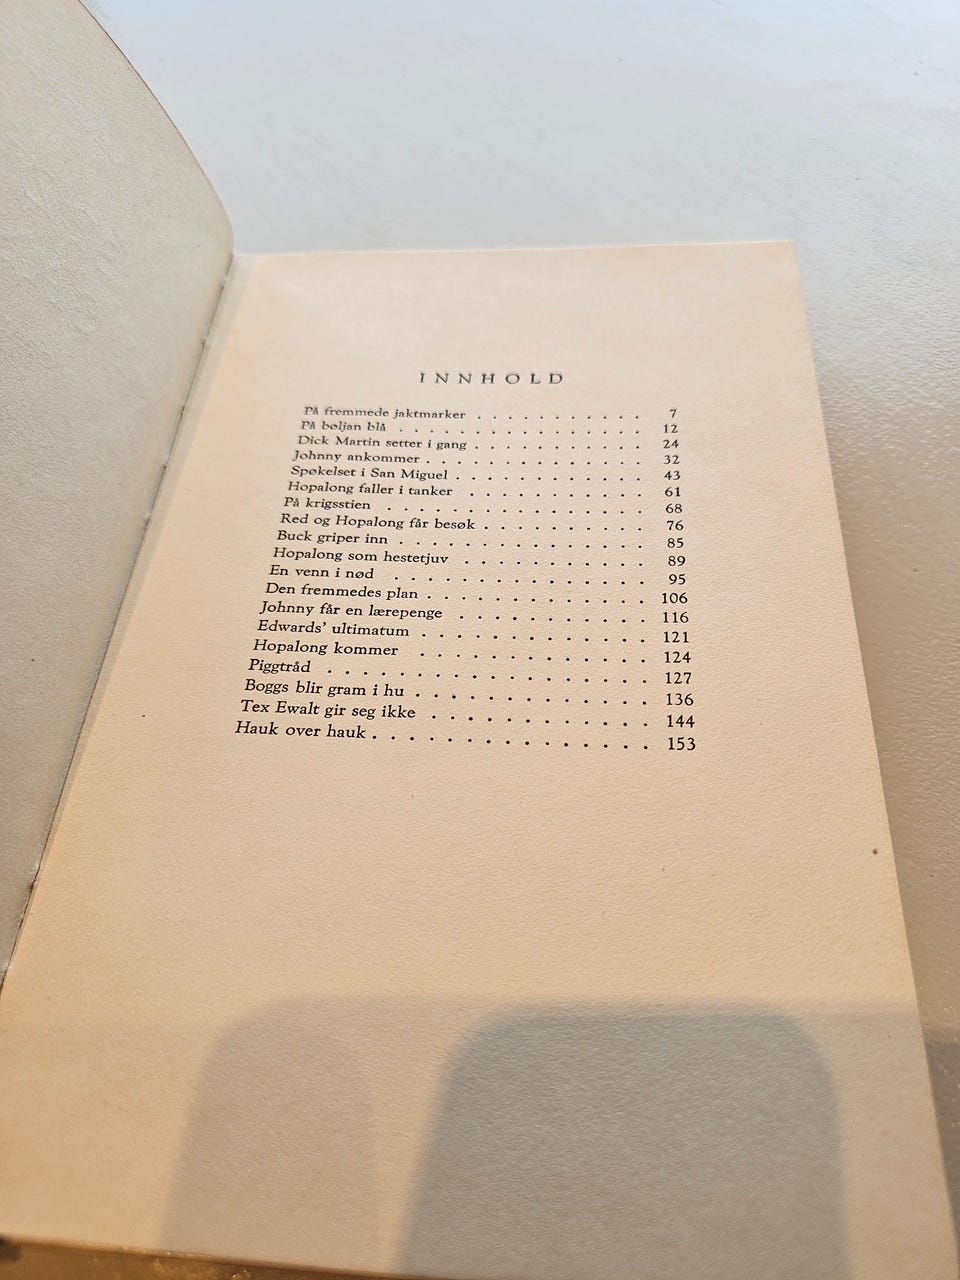 INNHOLD
På fremmede jaktmarker . . . . . . . . . . . . 7
På bøljan blå . . . . . . . . . . . . . . . . 12
Dick Martin setter i gang . . . . . . . . . . . . 24
Johnny ankommer . . . . . . . . . . . . . . 32
Spøkelset i San Miguel . . . . . . . . . . . . 43
Hopalong faller i tanker . . . . . . . . . . . . 61
På krigsstien . . . . . . . . . . . . . . . . 68
Red og Hopalong får besøk . . . . . . . . . . . 76
Buck griper inn . . . . . . . . . . . . . . . 85
Hopalong som hestetjuv . . . . . . . . . . . . 89
En venn i nød . . . . . . . . . . . . . . . 95
Den fremmedes plan . . . . . . . . . . . . . 106
Johnny får en lærepenge . . . . . . . . . . . 116
Edwards’ ultimatum . . . . . . . . . . . . . 121
Hopalong kommer . . . . . . . . . . . . . 124
Piggtråd . . . . . . . . . . . . . . . . . 127
Boggs blir gram i hu . . . . . . . . . . . . . 136
Tex Ewalt gir seg ikke . . . . . . . . . . . . 144
Hauk over hauk . . . . . . . . . . . . . . . 153